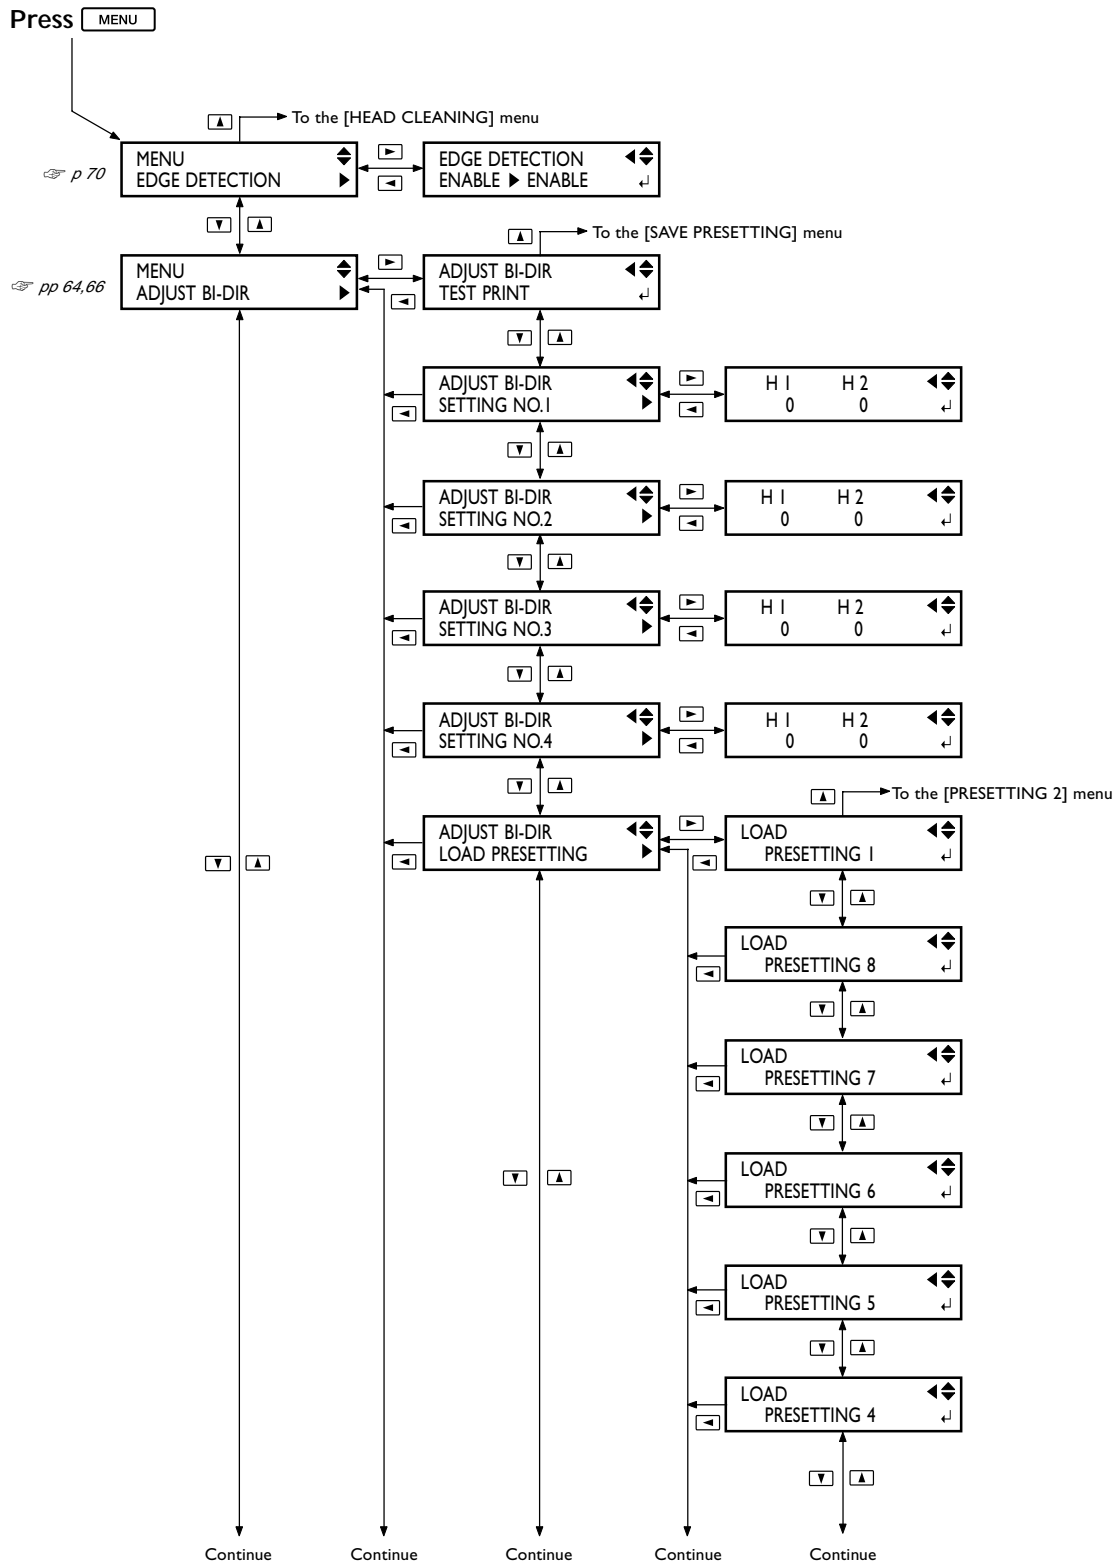 Press MENU
To the [HEAD CLEANING] menu
p 70
MENU
EDGE DETECTION
EDGE DETECTION
ENABLE ▶ ENABLE
To the [SAVE PRESETTING] menu
pp 64,66
MENU
ADJUST BI-DIR
ADJUST BI-DIR
TEST PRINT
ADJUST BI-DIR
SETTING NO.1
H 1 H 2
0 0
ADJUST BI-DIR
SETTING NO.2
H 1 H 2
0 0
ADJUST BI-DIR
SETTING NO.3
H 1 H 2
0 0
ADJUST BI-DIR
SETTING NO.4
H 1 H 2
0 0
To the [PRESETTING 2] menu
ADJUST BI-DIR
LOAD PRESETTING
LOAD
PRESETTING 1
LOAD
PRESETTING 8
LOAD
PRESETTING 7
LOAD
PRESETTING 6
LOAD
PRESETTING 5
LOAD
PRESETTING 4
Continue Continue Continue Continue Continue